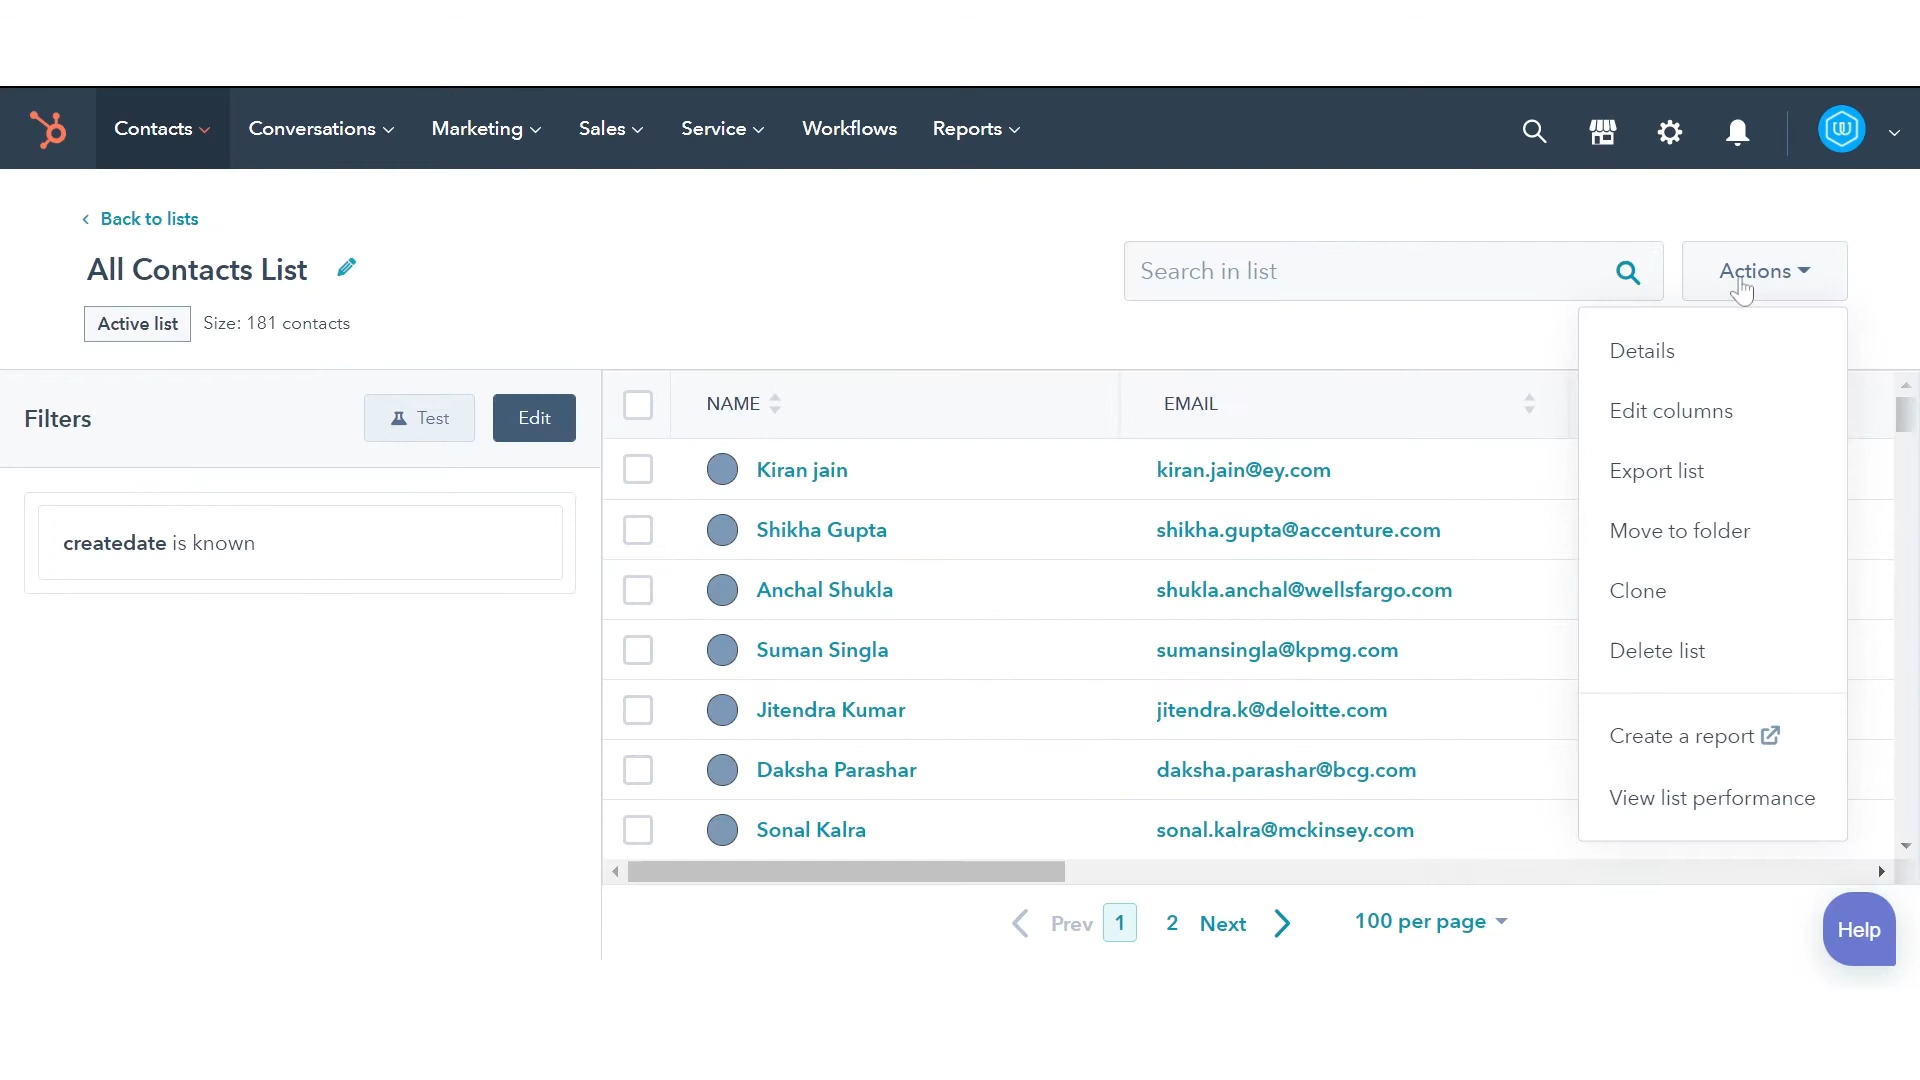 Contacts Conversations Marketing Sales Service Workflows Reports
Back to lists
All Contacts List
Search in list
Actions
Active list Size: 181 contacts
Details
Edit columns
Export list
Move to folder
Clone
Delete list
Create a report
View list performance
Filters
Test
Edit
createdate is known
NAME EMAIL
Kiran jain kiran.jain@ey.com
Shikha Gupta shikha.gupta@accenture.com
Anchal Shukla shukla.anchal@wellsfargo.com
Suman Singla sumansingla@kpmg.com
Jitendra Kumar jitendra.k@deloitte.com
Daksha Parashar daksha.parashar@bcg.com
Sonal Kalra sonal.kalra@mckinsey.com
Prev 1 2 Next 100 per page
Help